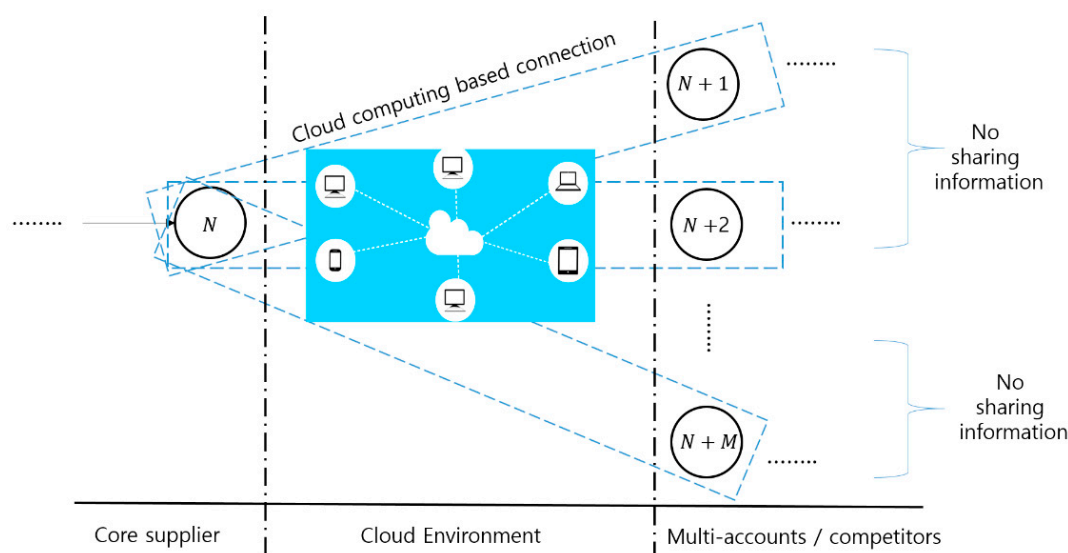 Cloud computing based connection
N + 1
No
sharing
information
N
N +2
N + M
No
sharing
information
Core supplier
Cloud Environment
Multi-accounts / competitors